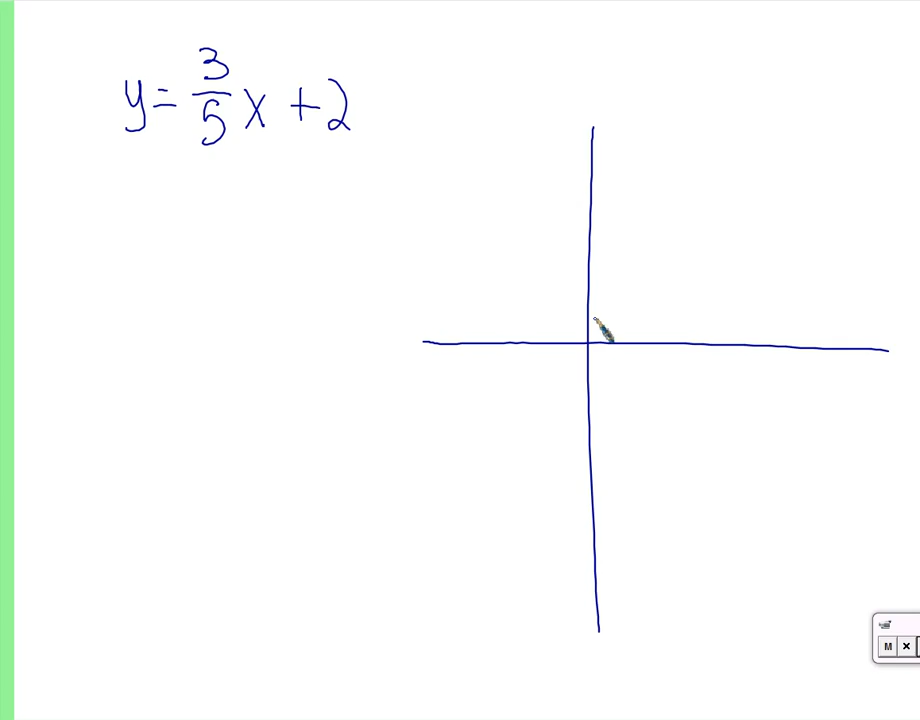 y = 3/5 x + 2
M ×